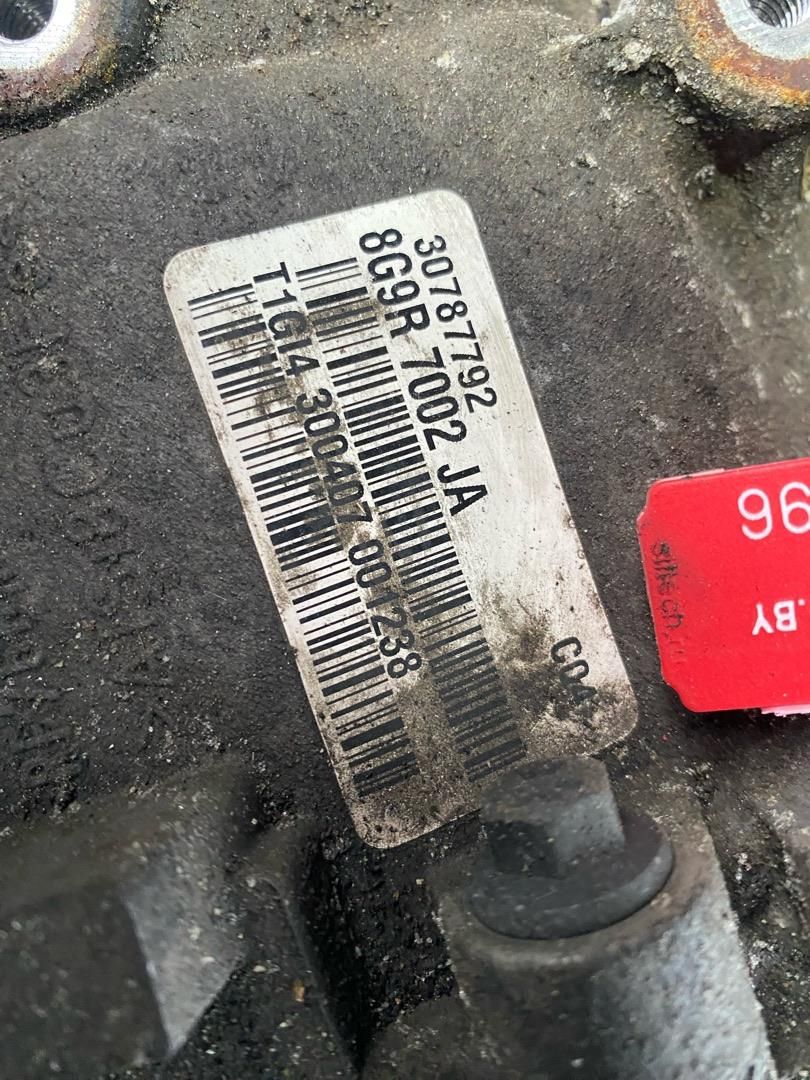 30787792
8G9R 7002 JA
T1GI4 300407 001238
C04
96
.BY